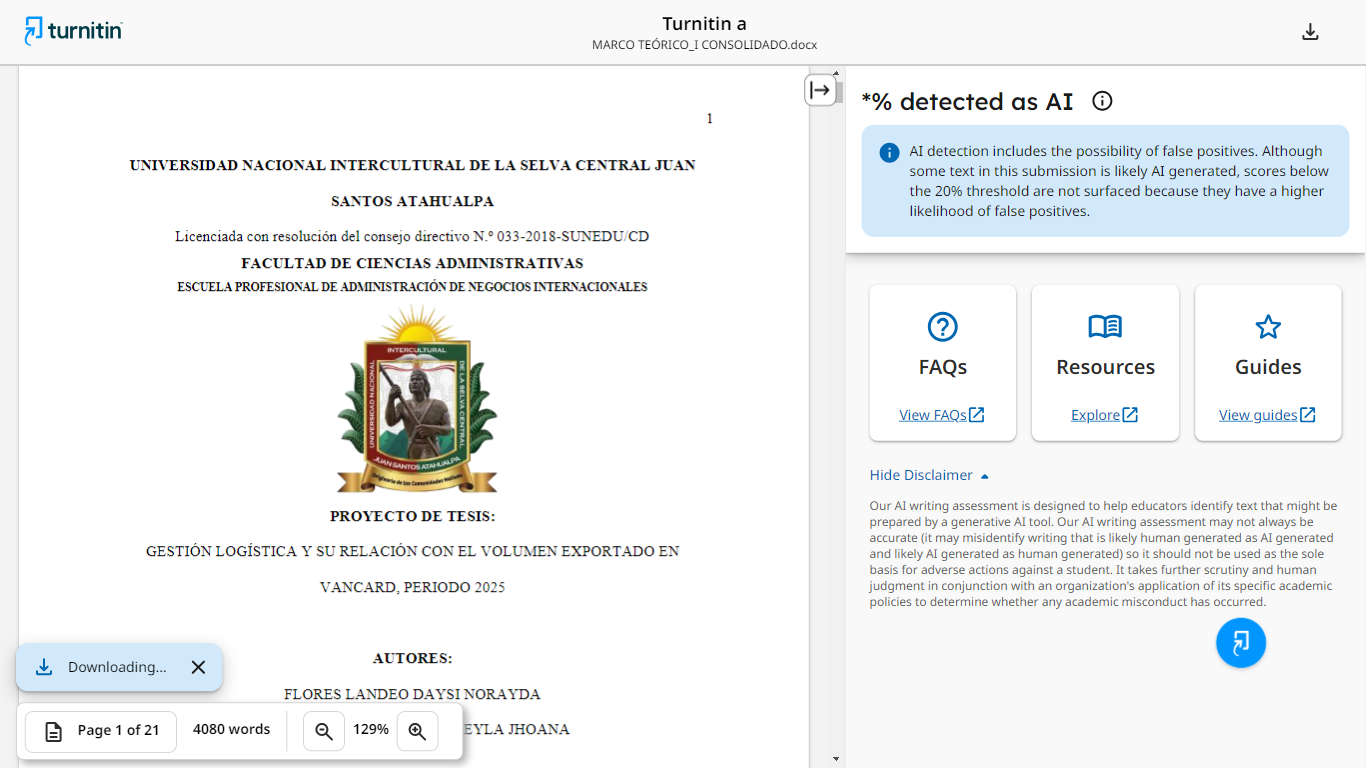 turnitin
Turnitin a
MARCO TEÓRICO_I CONSOLIDADO.docx
1
UNIVERSIDAD NACIONAL INTERCULTURAL DE LA SELVA CENTRAL JUAN
SANTOS ATAHUALPA
Licenciada con resolución del consejo directivo N.º 033-2018-SUNEDU/CD
FACULTAD DE CIENCIAS ADMINISTRATIVAS
ESCUELA PROFESIONAL DE ADMINISTRACIÓN DE NEGOCIOS INTERNACIONALES
INTERCULTURAL
UNIVERSIDAD NACIONAL
DE LA SELVA CENTRAL
JUAN SANTOS ATAHUALPA
PROYECTO DE TESIS:
GESTIÓN LOGÍSTICA Y SU RELACIÓN CON EL VOLUMEN EXPORTADO EN
VANCARD, PERIODO 2025
AUTORES:
FLORES LANDEO DAYSI NORAYDA
EYLA JHOANA
Downloading...
Page 1 of 21
4080 words
129%
*% detected as AI
AI detection includes the possibility of false positives. Although
some text in this submission is likely AI generated, scores below
the 20% threshold are not surfaced because they have a higher
likelihood of false positives.
FAQs
View FAQs
Resources
Explore
Guides
View guides
Hide Disclaimer
Our AI writing assessment is designed to help educators identify text that might be
prepared by a generative AI tool. Our AI writing assessment may not always be
accurate (it may misidentify writing that is likely human generated as AI generated
and likely AI generated as human generated) so it should not be used as the sole
basis for adverse actions against a student. It takes further scrutiny and human
judgment in conjunction with an organization's application of its specific academic
policies to determine whether any academic misconduct has occurred.